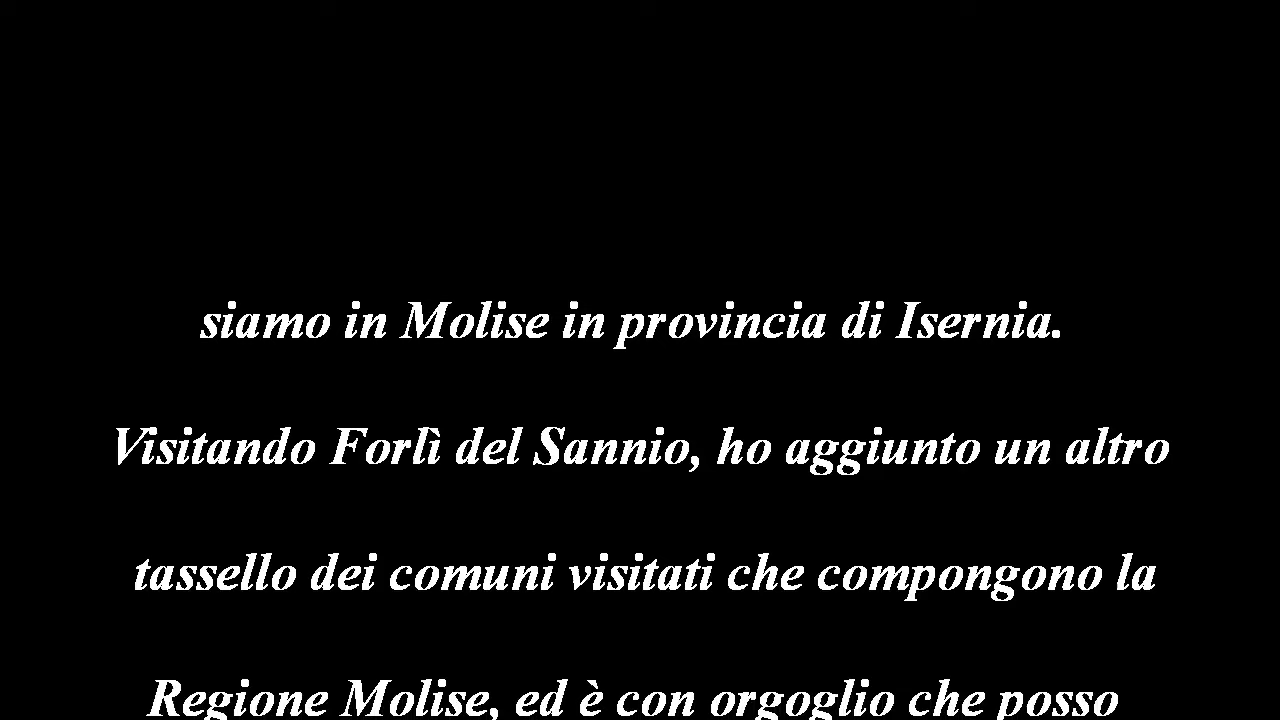 siamo in Molise in provincia di Isernia.
Visitando Forlì del Sannio, ho aggiunto un altro
tassello dei comuni visitati che compongono la
Regione Molise, ed è con orgoglio che posso